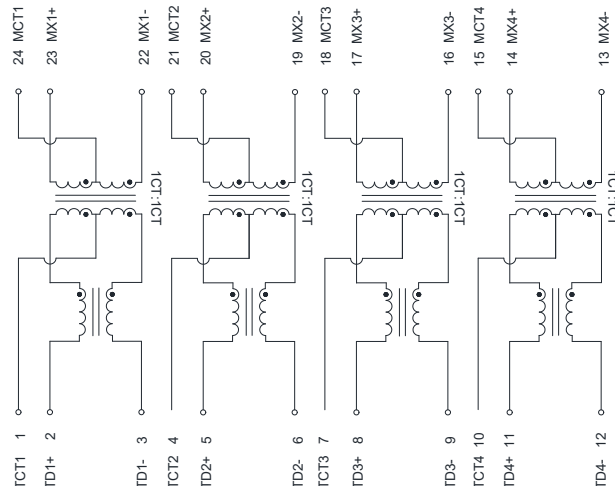 24 MCT1
23 MX1+
22 MX1-
21 MCT2
20 MX2+
19 MX2-
18 MCT3
17 MX3+
16 MX3-
15 MCT4
14 MX4+
13 MX4-
1CT:1CT
1CT:1CT
1CT:1CT
1CT:1CT
TCT1 1
TD1+ 2
TD1- 3
TCT2 4
TD2+ 5
TD2- 6
TCT3 7
TD3+ 8
TD3- 9
TCT4 10
TD4+ 11
TD4- 12